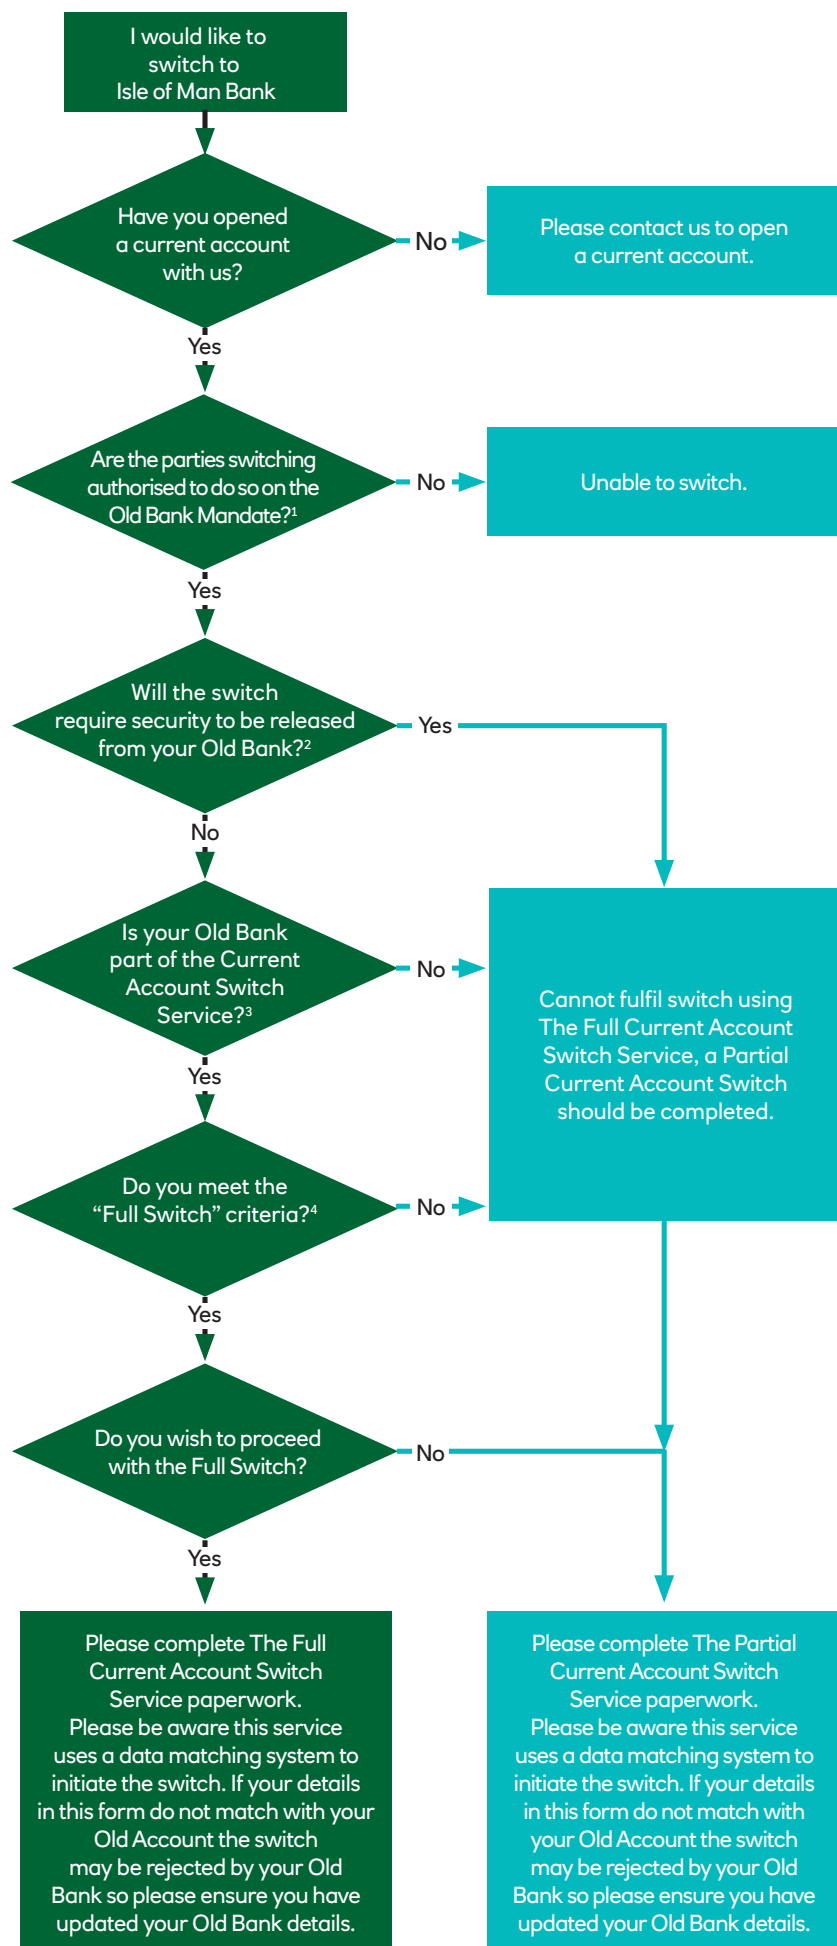 I would like to
switch to
Isle of Man Bank
Have you opened
a current account
with us?
No
Please contact us to open
a current account.
Yes
Are the parties switching
authorised to do so on the
Old Bank Mandate?¹
No
Unable to switch.
Yes
Will the switch
require security to be released
from your Old Bank?²
Yes
No
Is your Old Bank
part of the Current
Account Switch
Service?³
No
Cannot fulfil switch using
The Full Current Account
Switch Service, a Partial
Current Account Switch
should be completed.
Yes
Do you meet the
“Full Switch” criteria?⁴
No
Yes
Do you wish to proceed
with the Full Switch?
No
Yes
Please complete The Full
Current Account Switch
Service paperwork.
Please be aware this service
uses a data matching system to
initiate the switch. If your details
in this form do not match with your
Old Account the switch
may be rejected by your Old
Bank so please ensure you have
updated your Old Bank details.
Please complete The Partial
Current Account Switch
Service paperwork.
Please be aware this service
uses a data matching system to
initiate the switch. If your details
in this form do not match with
your Old Account the switch
may be rejected by your Old
Bank so please ensure you have
updated your Old Bank details.